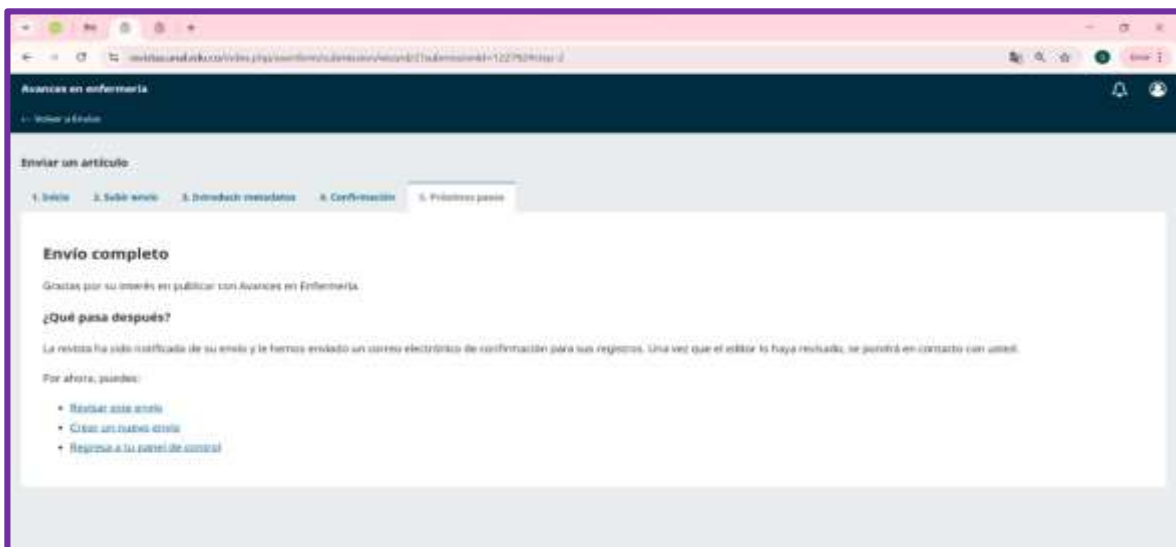 Avances en enfermería
← Volver a Envíos
Enviar un artículo
1. Inicio 2. Subir envío 3. Introducir metadatos 4. Confirmación 5. Próximos pasos
Envío completo
Gracias por su interés en publicar con Avances en Enfermería.
¿Qué pasa después?
La revista ha sido notificada de su envío y le hemos enviado un correo electrónico de confirmación para sus registros. Una vez que el editor lo haya revisado, se pondrá en contacto con usted.
Por ahora, puedes:
• Revisar este envío
• Crear un nuevo envío
• Regresa a tu panel de control